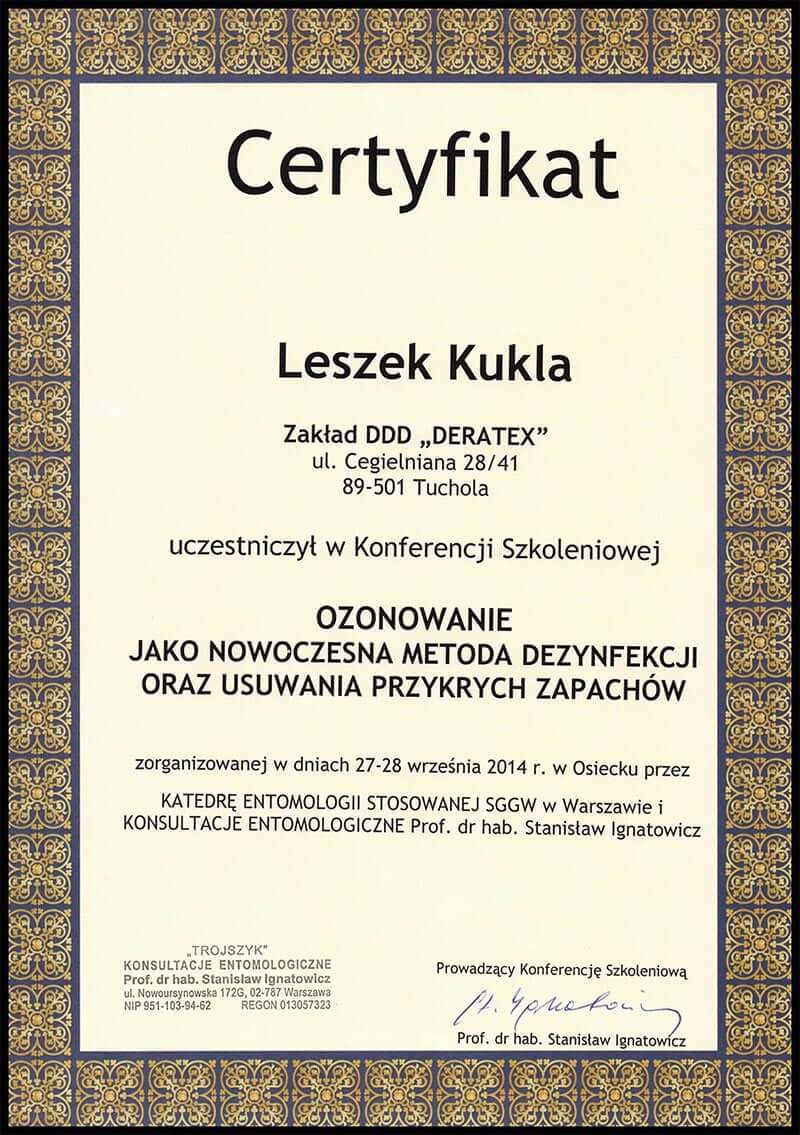 Certyfikat
Leszek Kukla
Zakład DDD „DERATEX”
ul. Cegielniana 28/41
89-501 Tuchola
uczestniczył w Konferencji Szkoleniowej
OZONOWANIE
JAKO NOWOCZESNA METODA DEZYNFEKCJI
ORAZ USUWANIA PRZYKRYCH ZAPACHÓW
zorganizowanej w dniach 27-28 września 2014 r. w Osiecku przez
KATEDRĘ ENTOMOLOGII STOSOWANEJ SGGW w Warszawie i
KONSULTACJE ENTOMOLOGICZNE Prof. dr hab. Stanisław Ignatowicz
„TROJSZYK”
KONSULTACJE ENTOMOLOGICZNE
Prof. dr hab. Stanislaw Ignatowicz
ul. Nowoursynowska 172G, 02-787 Warszawa
NIP 951-103-94-62 REGON 013057323
Prowadzący Konferencję Szkoleniową
St. Ignatowicz
Prof. dr hab. Stanisław Ignatowicz